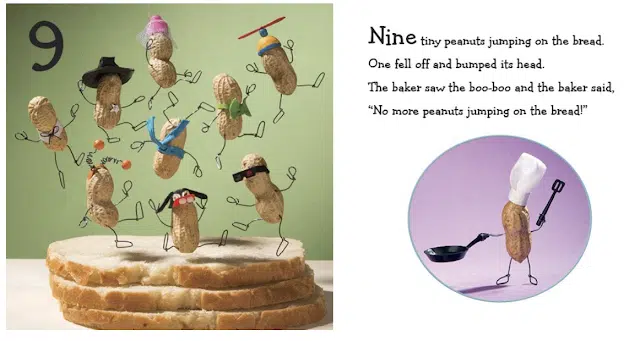 9
Nine tiny peanuts jumping on the bread.
One fell off and bumped its head.
The baker saw the boo-boo and the baker said,
“No more peanuts jumping on the bread!”